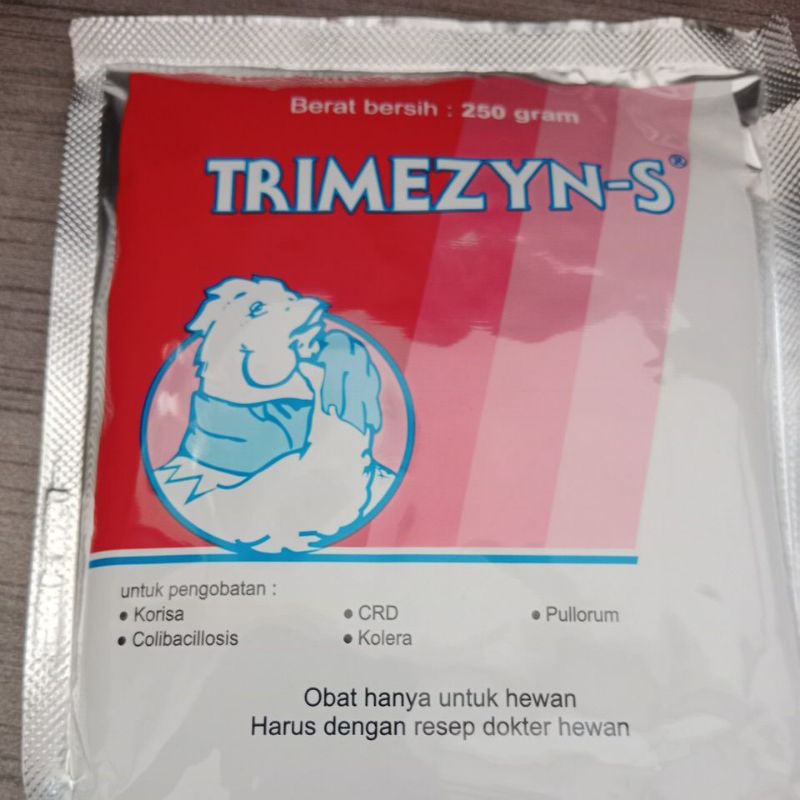 Berat bersih : 250 gram
TRIMEZYN-S®
untuk pengobatan :
• Korisa • CRD • Pullorum
• Colibacillosis • Kolera
Obat hanya untuk hewan
Harus dengan resep dokter hewan